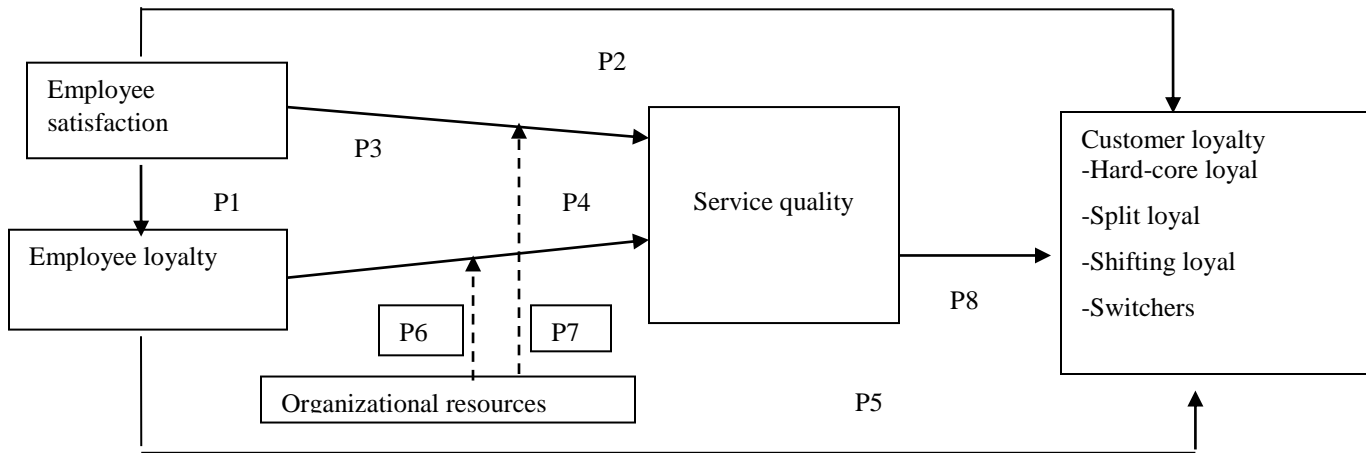 P2
Employee
satisfaction
P3
P1
P4
Service quality
Customer loyalty
-Hard-core loyal
-Split loyal
-Shifting loyal
-Switchers
Employee loyalty
P8
P6
P7
Organizational resources
P5